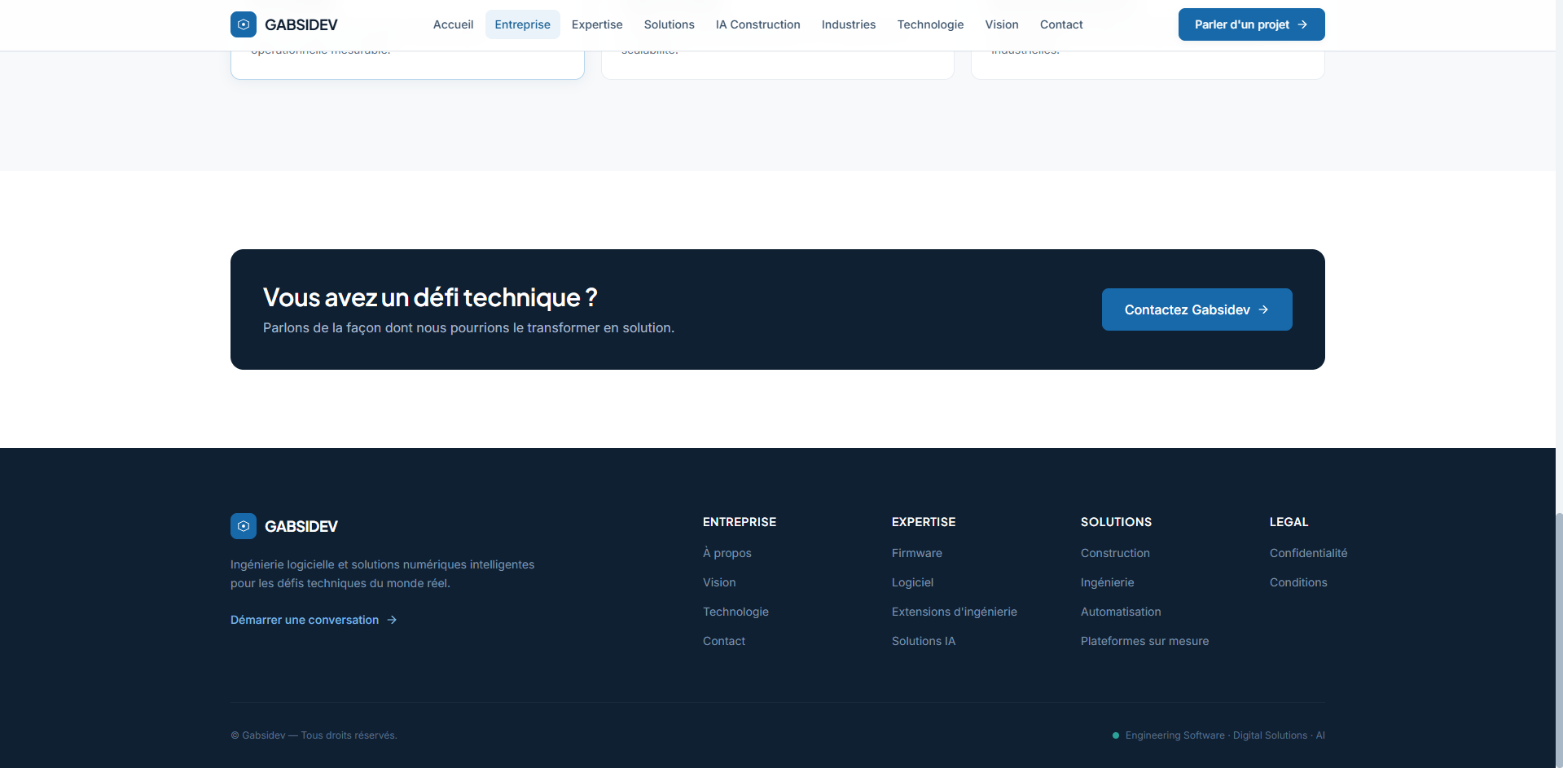 GABSIDEV
Accueil
Entreprise
Expertise
Solutions
IA Construction
Industries
Technologie
Vision
Contact
Parler d'un projet →
opérationnelle mesurable.
scalabilité.
industrielles.
Vous avez un défi technique ?
Parlons de la façon dont nous pourrions le transformer en solution.
Contactez Gabsidev →
GABSIDEV
Ingénierie logicielle et solutions numériques intelligentes
pour les défis techniques du monde réel.
Démarrer une conversation →
ENTREPRISE
À propos
Vision
Technologie
Contact
EXPERTISE
Firmware
Logiciel
Extensions d'ingénierie
Solutions IA
SOLUTIONS
Construction
Ingénierie
Automatisation
Plateformes sur mesure
LEGAL
Confidentialité
Conditions
© Gabsidev — Tous droits réservés.
Engineering Software · Digital Solutions · AI